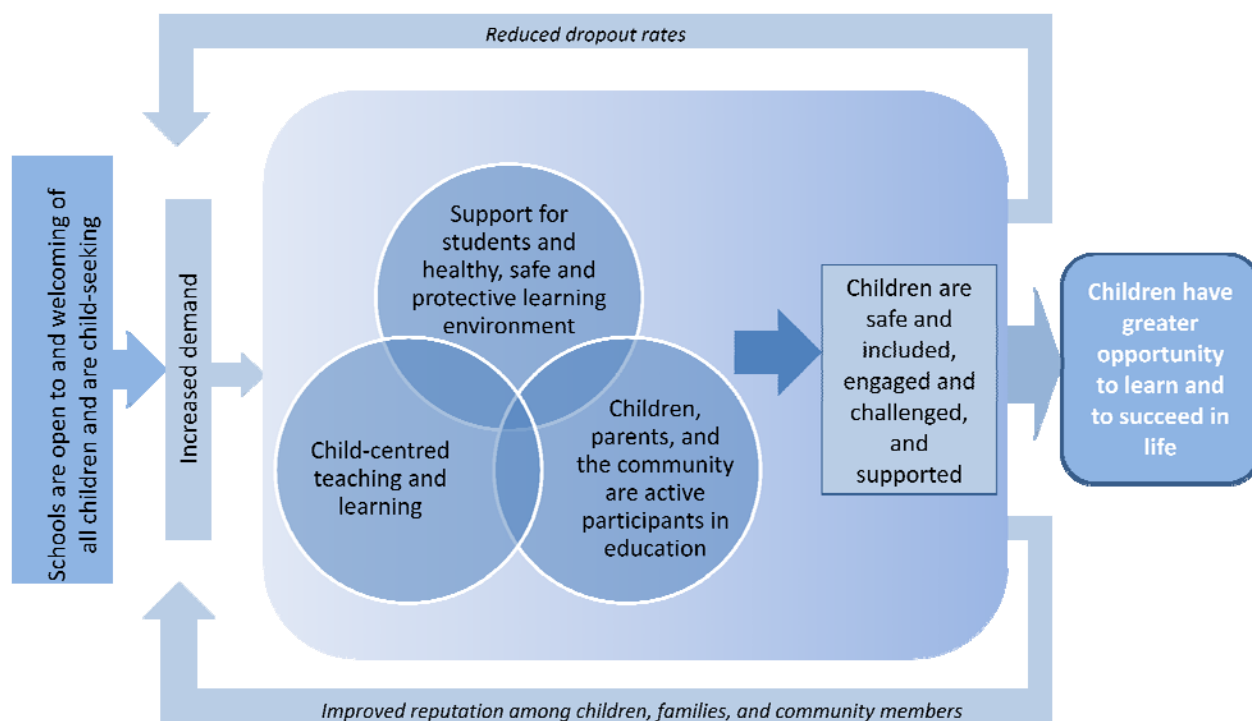 Reduced dropout rates
Schools are open to and welcoming of
all children and are child-seeking
Increased demand
Support for
students and
healthy, safe and
protective learning
environment
Child-centred
teaching and
learning
Children,
parents, and
the community
are active
participants in
education
Children are
safe and
included,
engaged and
challenged,
and
supported
Children have
greater
opportunity
to learn and
to succeed in
life
Improved reputation among children, families, and community members